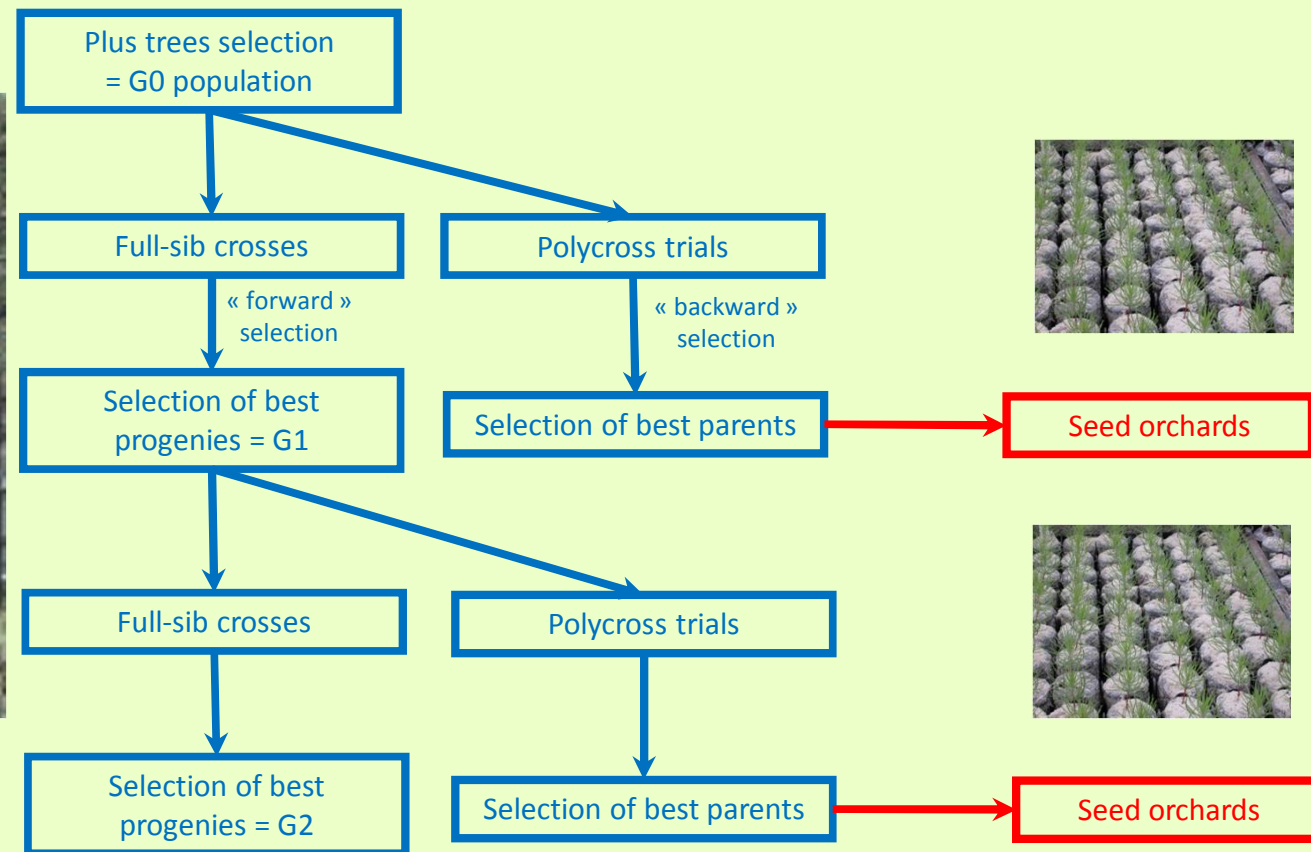 Plus trees selection
= G0 population
Full-sib crosses
Polycross trials
« forward »
selection
« backward »
selection
Selection of best
progenies = G1
Selection of best parents
Seed orchards
Full-sib crosses
Polycross trials
Selection of best
progenies = G2
Selection of best parents
Seed orchards